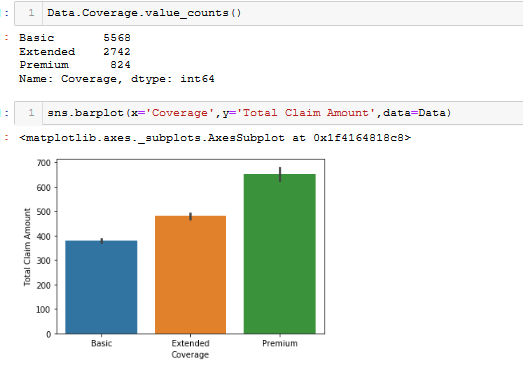 : 1 Data.Coverage.value_counts()
: Basic 5568
Extended 2742
Premium 824
Name: Coverage, dtype: int64
: 1 sns.barplot(x='Coverage',y='Total Claim Amount',data=Data)
: <matplotlib.axes._subplots.AxesSubplot at 0x1f4164818c8>
700
600
500
400
300
200
100
0
Total Claim Amount
Basic Extended Premium
Coverage